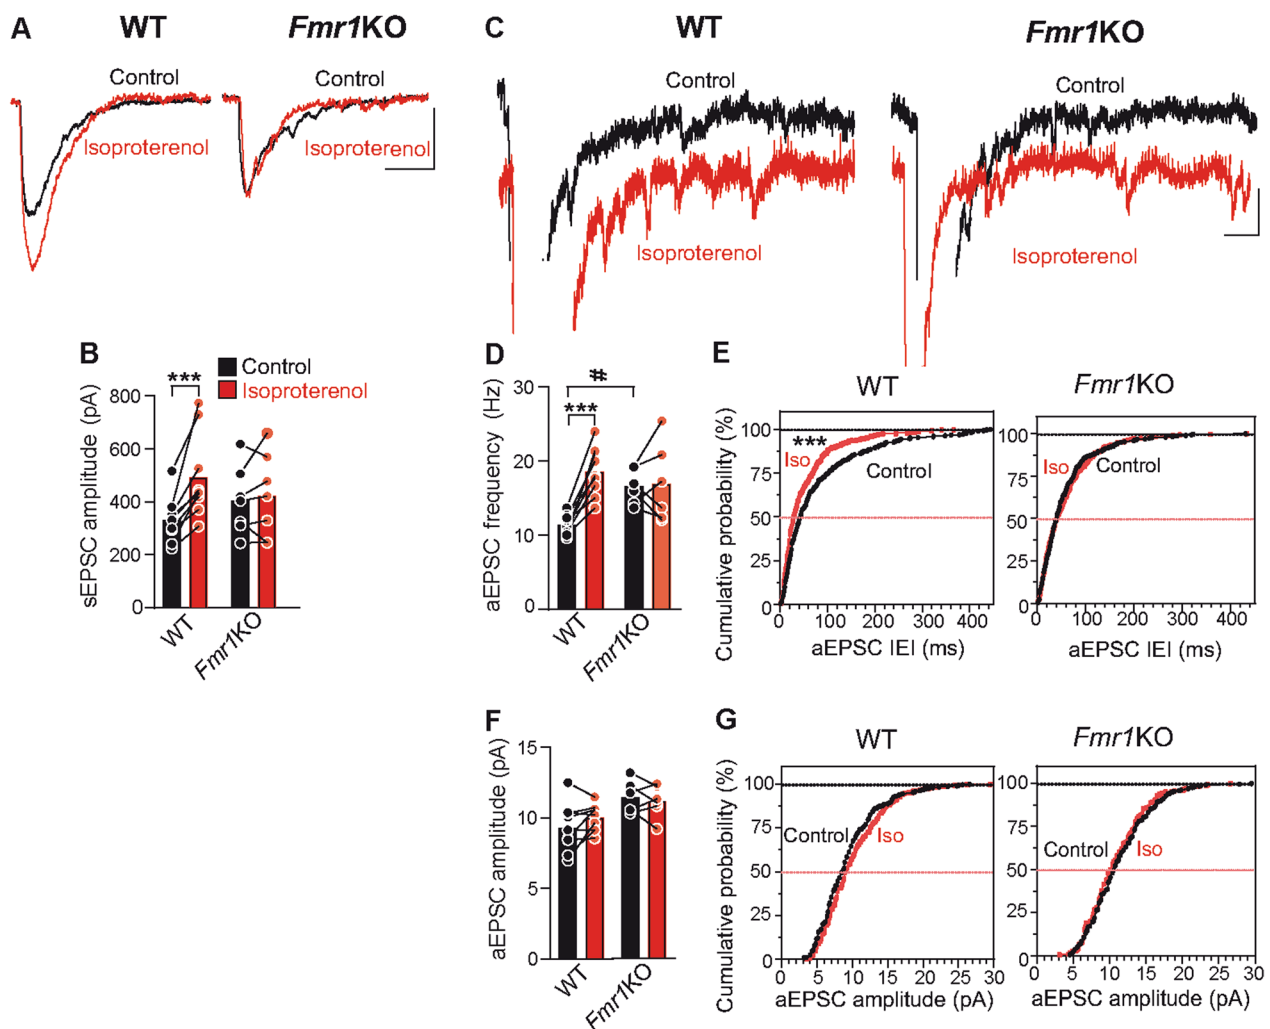 A
WT
Fmr1KO
Control
Control
Isoproterenol
Isoproterenol
C
WT
Fmr1KO
Control
Control
Isoproterenol
Isoproterenol
B
***
Control
Isoproterenol
sEPSC amplitude (pA)
800
600
400
200
0
WT
Fmr1KO
D
#
***
aEPSC frequency (Hz)
30
20
10
0
WT
Fmr1KO
E
WT
Fmr1KO
Cumulative probability (%)
100
75
50
25
0
***
Iso
Control
0 100 200 300 400
aEPSC IEI (ms)
100
75
50
25
0
Iso
Control
0 100 200 300 400
aEPSC IEI (ms)
F
aEPSC amplitude (pA)
15
10
5
0
WT
Fmr1KO
G
WT
Fmr1KO
Cumulative probability (%)
100
75
50
25
0
Control
Iso
0 5 10 15 20 25 30
aEPSC amplitude (pA)
100
75
50
25
0
Control
Iso
0 5 10 15 20 25 30
aEPSC amplitude (pA)